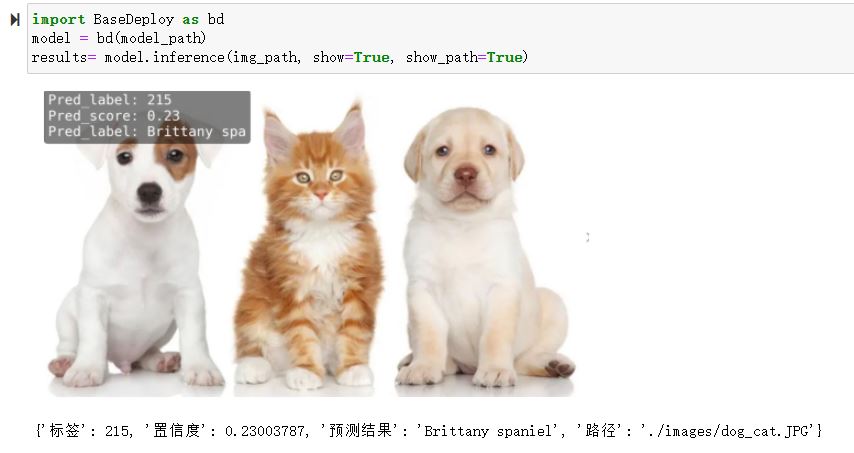 import BaseDeploy as bd
model = bd(model_path)
results= model.inference(img_path, show=True, show_path=True)
Pred_label: 215
Pred_score: 0.23
Pred_label: Brittany spa
{'标签': 215, '置信度': 0.23003787, '预测结果': 'Brittany spaniel', '路径': './images/dog_cat.JPG'}